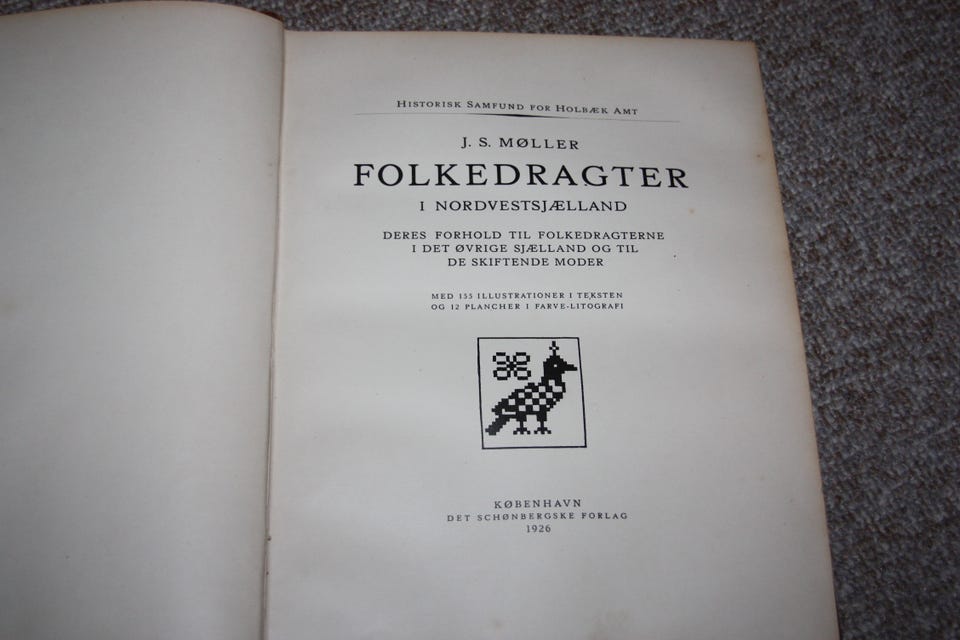 Historisk Samfund for Holbæk Amt
J. S. MØLLER
FOLKEDRAGTER
I NORDVESTSJÆLLAND
DERES FORHOLD TIL FOLKEDRAGTERNE
I DET ØVRIGE SJÆLLAND OG TIL
DE SKIFTENDE MODER
MED 155 ILLUSTRATIONER I TEKSTEN
OG 12 PLANCHER I FARVE-LITOGRAFI
KØBENHAVN
DET SCHØNBERGSKE FORLAG
1926